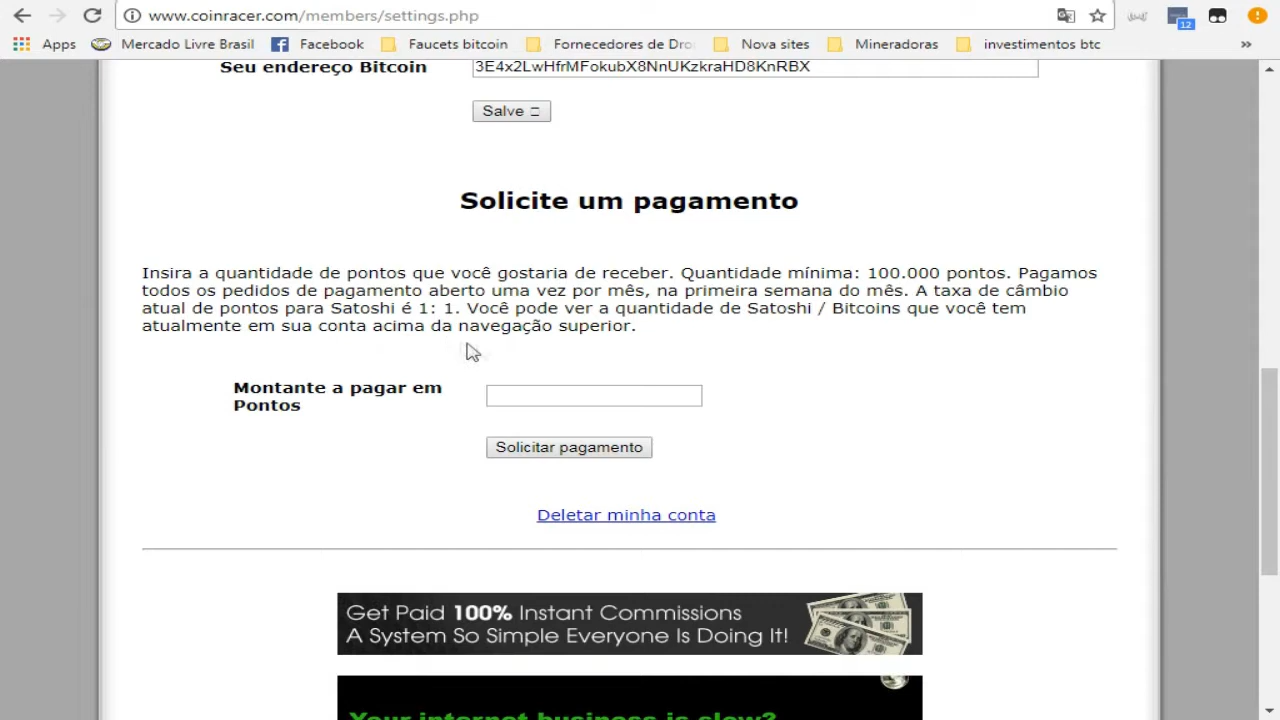 www.coinracer.com/members/settings.php
12
Apps Mercado Livre Brasil Facebook Faucets bitcoin Fornecedores de Dro Nova sites Mineradoras investimentos btc »
Seu endereço Bitcoin 3E4x2LwHfrMFokubX8NnUKzkraHD8KnRBX
Salve
Solicite um pagamento
Insira a quantidade de pontos que você gostaria de receber. Quantidade mínima: 100.000 pontos. Pagamos
todos os pedidos de pagamento aberto uma vez por mês, na primeira semana do mês. A taxa de câmbio
atual de pontos para Satoshi é 1: 1. Você pode ver a quantidade de Satoshi / Bitcoins que você tem
atualmente em sua conta acima da navegação superior.
Montante a pagar em
Pontos
Solicitar pagamento
Deletar minha conta
Get Paid 100% Instant Commissions
A System So Simple Everyone Is Doing It!
Your internet business is slow?